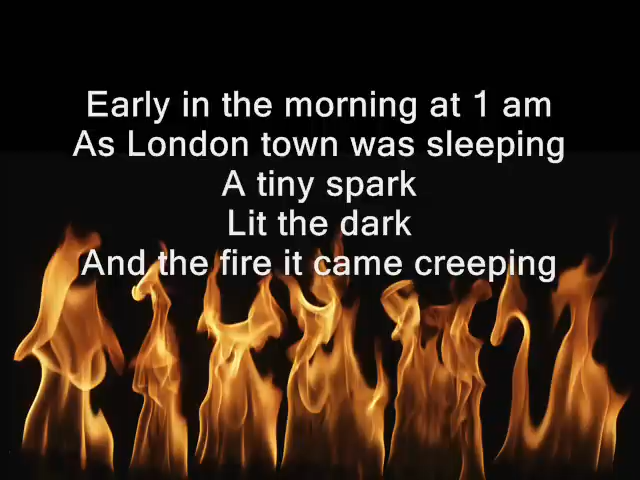 Early in the morning at 1 am
As London town was sleeping
A tiny spark
Lit the dark
And the fire it came creeping